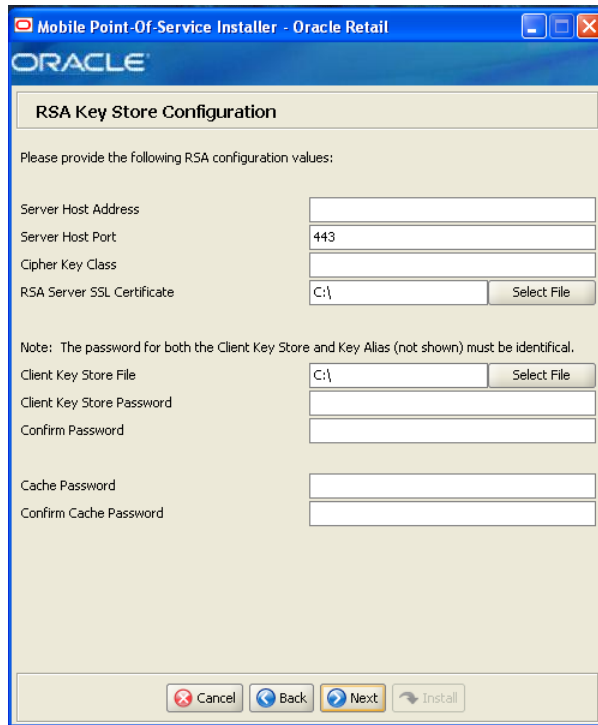 Mobile Point-Of-Service Installer - Oracle Retail
ORACLE
RSA Key Store Configuration
Please provide the following RSA configuration values:
Server Host Address
Server Host Port 443
Cipher Key Class
RSA Server SSL Certificate C:\ Select File
Note: The password for both the Client Key Store and Key Alias (not shown) must be identifical.
Client Key Store File C:\ Select File
Client Key Store Password
Confirm Password
Cache Password
Confirm Cache Password
Cancel Back Next Install